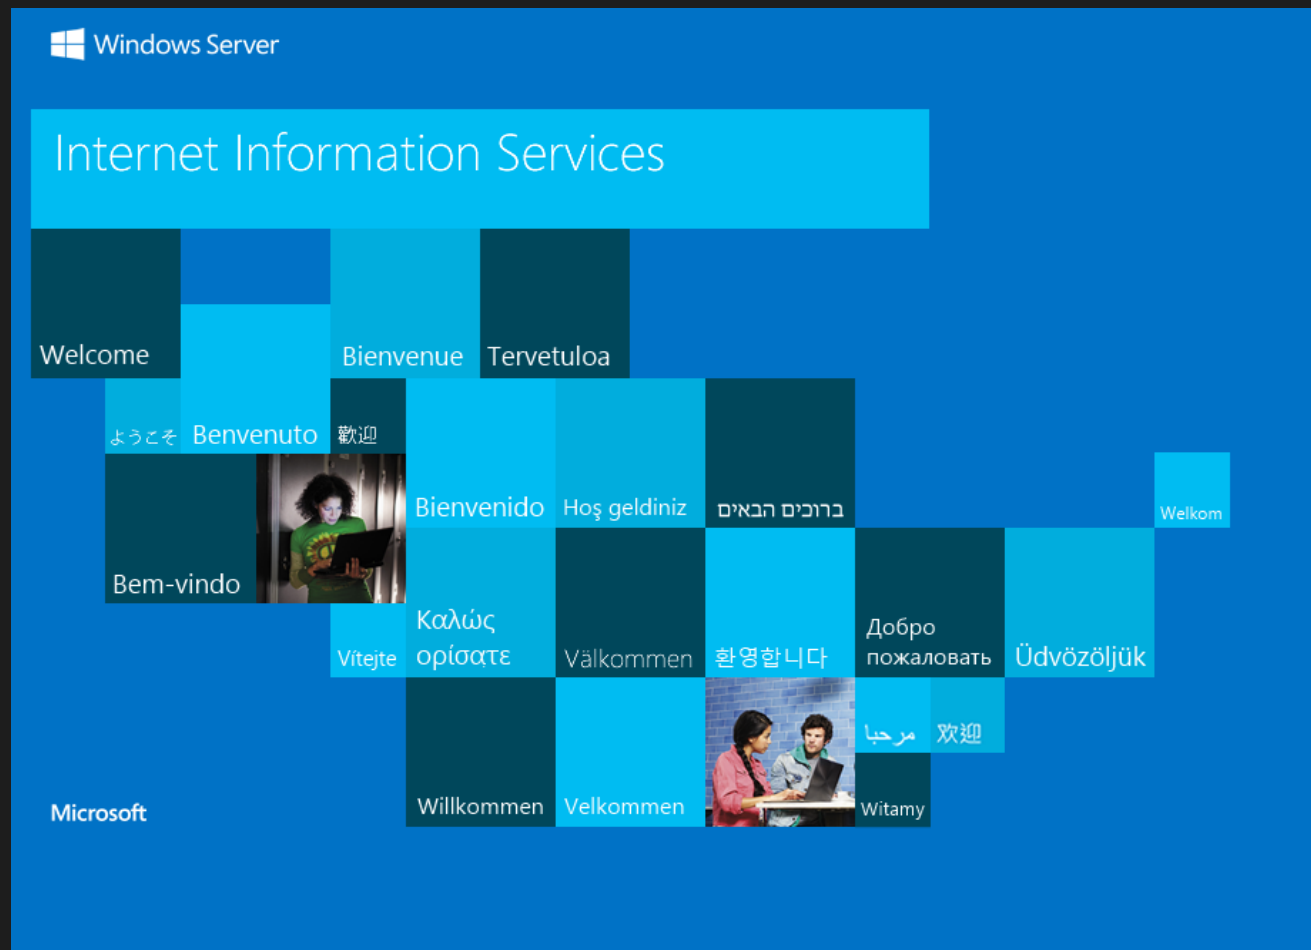 Windows Server
Internet Information Services
Welcome
Bienvenue
Tervetuloa
ようこそ
Benvenuto
歡迎
Bienvenido
Hoş geldiniz
ברוכים הבאים
Welkom
Bem-vindo
Vítejte
Καλώς
ορίσατε
Välkommen
환영합니다
Добро
пожаловать
Üdvözöljük
مرحبا
欢迎
Microsoft
Willkommen
Velkommen
Witamy